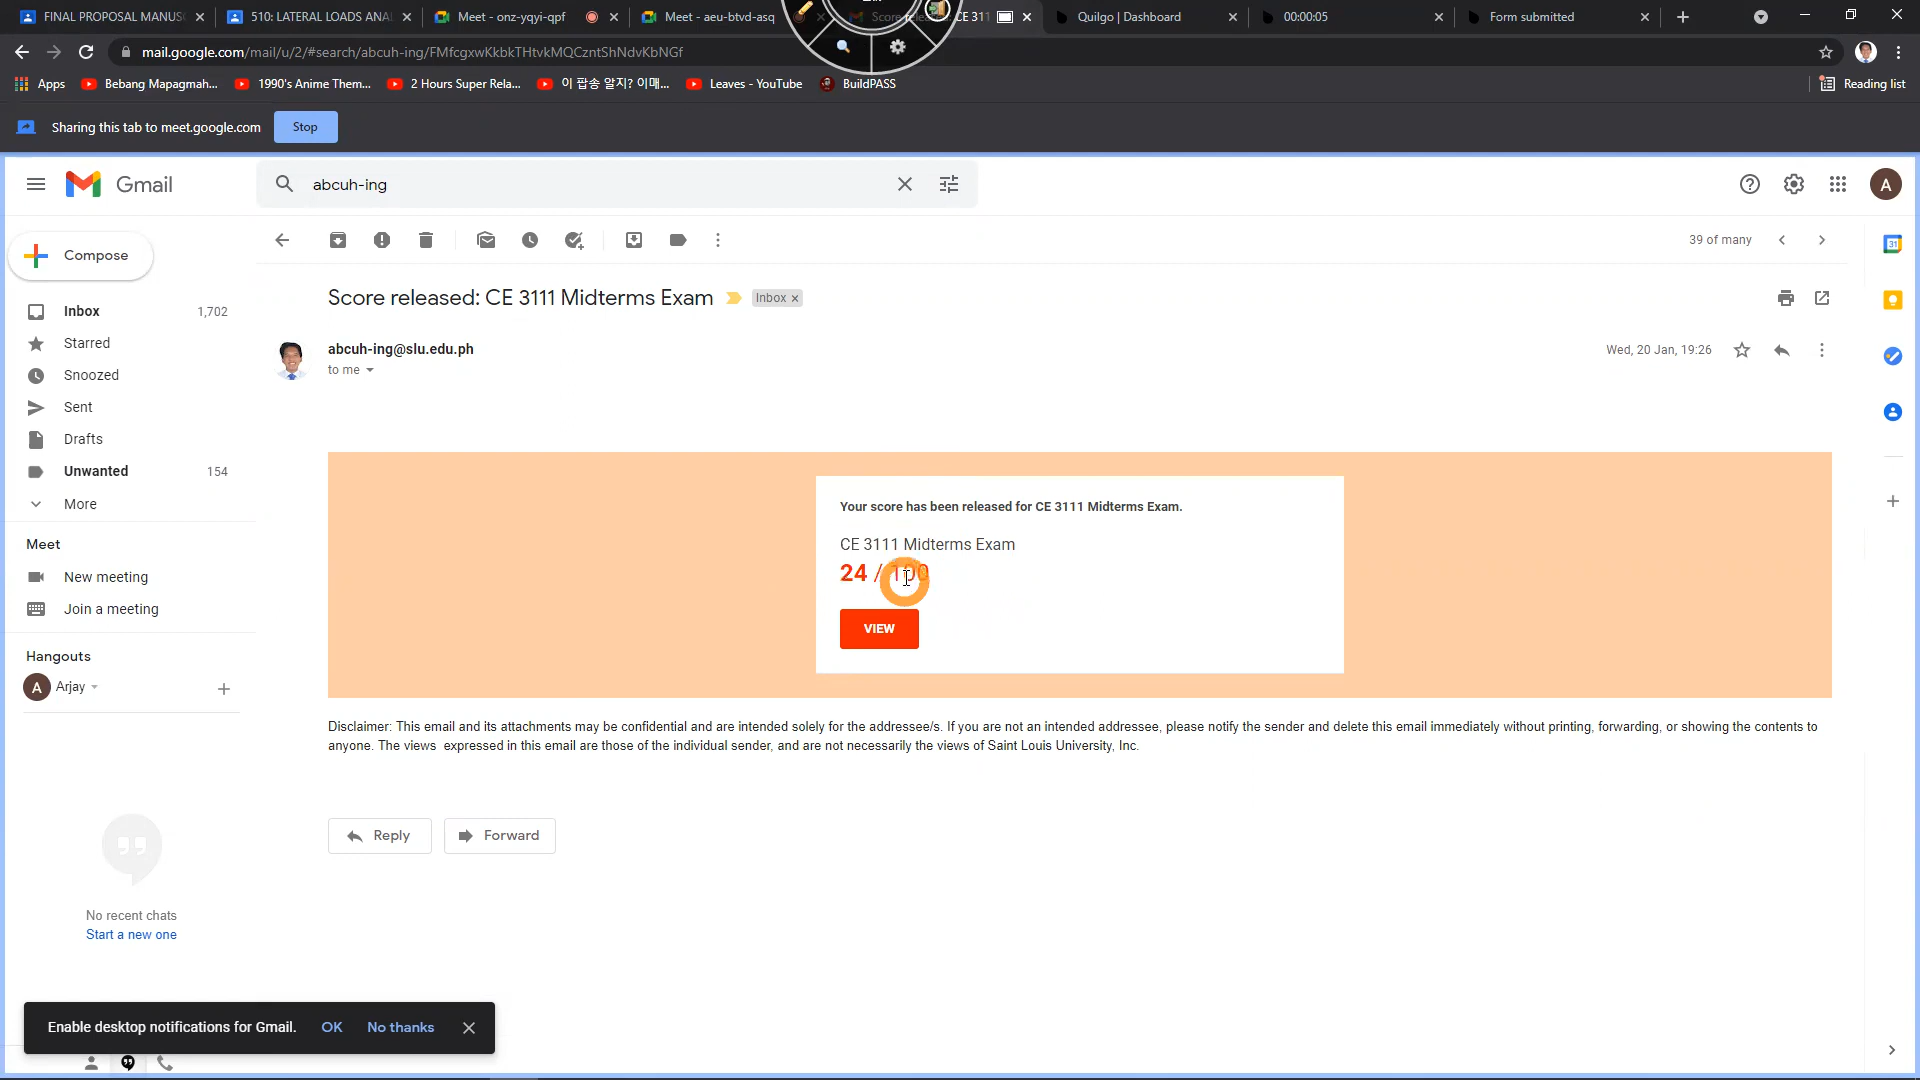 FINAL PROPOSAL MANUS
510: LATERAL LOADS ANA
Meet - onz-yqyi-qpf
Meet - aeu-btvd-asq
CE 311
Quilgo | Dashboard
00:00:05
Form submitted
mail.google.com/mail/u/2/#search/abcuh-ing/FMfcgxwKkbkTHtvkMQCzntShNdvKbNGf
Apps
Bebang Mapagmah...
1990's Anime Them...
2 Hours Super Rela...
이 팝송 알지? 이매...
Leaves - YouTube
BuildPASS
Reading list
Sharing this tab to meet.google.com
Stop
Gmail
abcuh-ing
A
Compose
39 of many
Score released: CE 3111 Midterms Exam
Inbox ×
Inbox 1,702
Starred
Snoozed
Sent
Drafts
Unwanted 154
More
Meet
New meeting
Join a meeting
Hangouts
A Arjay
No recent chats
Start a new one
abcuh-ing@slu.edu.ph
to me
Wed, 20 Jan, 19:26
31
Your score has been released for CE 3111 Midterms Exam.
CE 3111 Midterms Exam
24 / 100
VIEW
Disclaimer: This email and its attachments may be confidential and are intended solely for the addressee/s. If you are not an intended addressee, please notify the sender and delete this email immediately without printing, forwarding, or showing the contents to
anyone. The views expressed in this email are those of the individual sender, and are not necessarily the views of Saint Louis University, Inc.
Reply
Forward
Enable desktop notifications for Gmail. OK No thanks